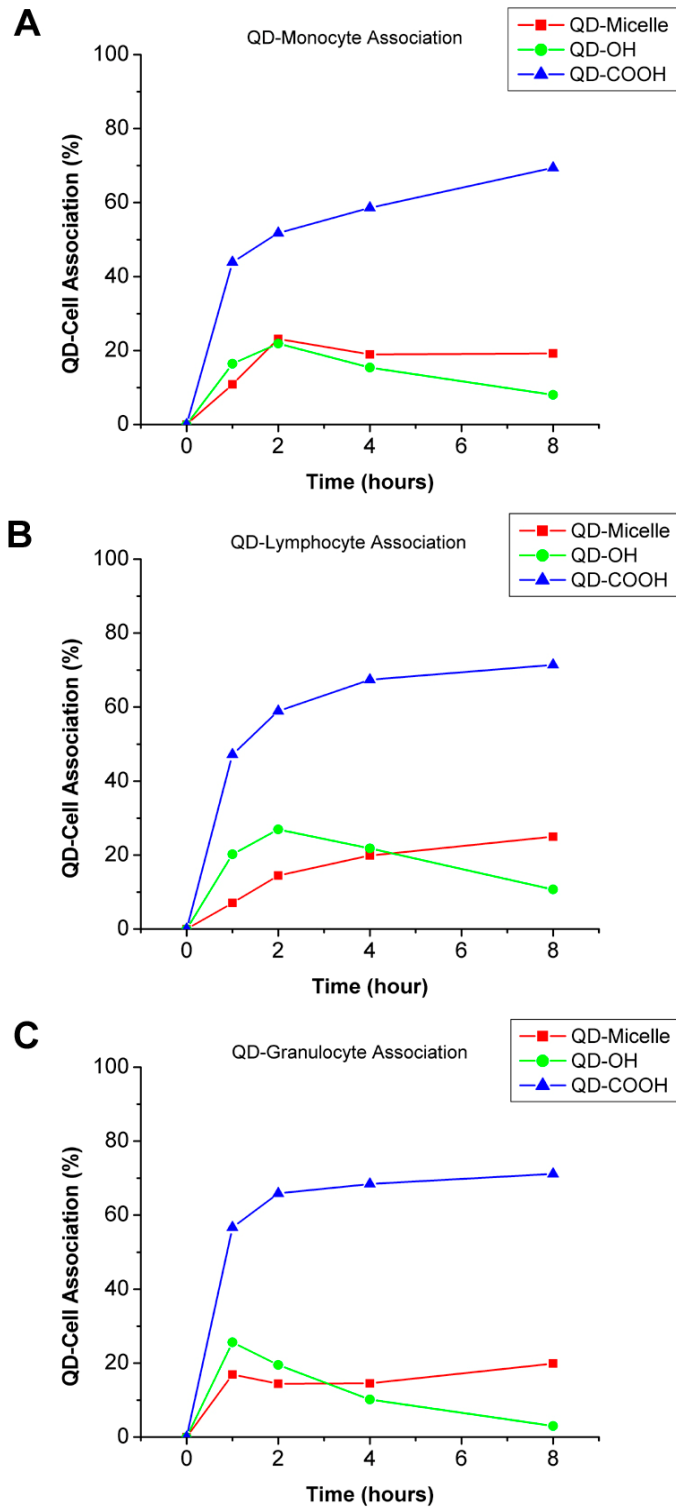 A
QD-Monocyte Association
QD-Micelle
QD-OH
QD-COOH
100
80
60
40
20
0
QD-Cell Association (%)
0 2 4 6 8
Time (hours)
B
QD-Lymphocyte Association
QD-Micelle
QD-OH
QD-COOH
100
80
60
40
20
0
QD-Cell Association (%)
0 2 4 6 8
Time (hour)
C
QD-Granulocyte Association
QD-Micelle
QD-OH
QD-COOH
100
80
60
40
20
0
QD-Cell Association (%)
0 2 4 6 8
Time (hours)